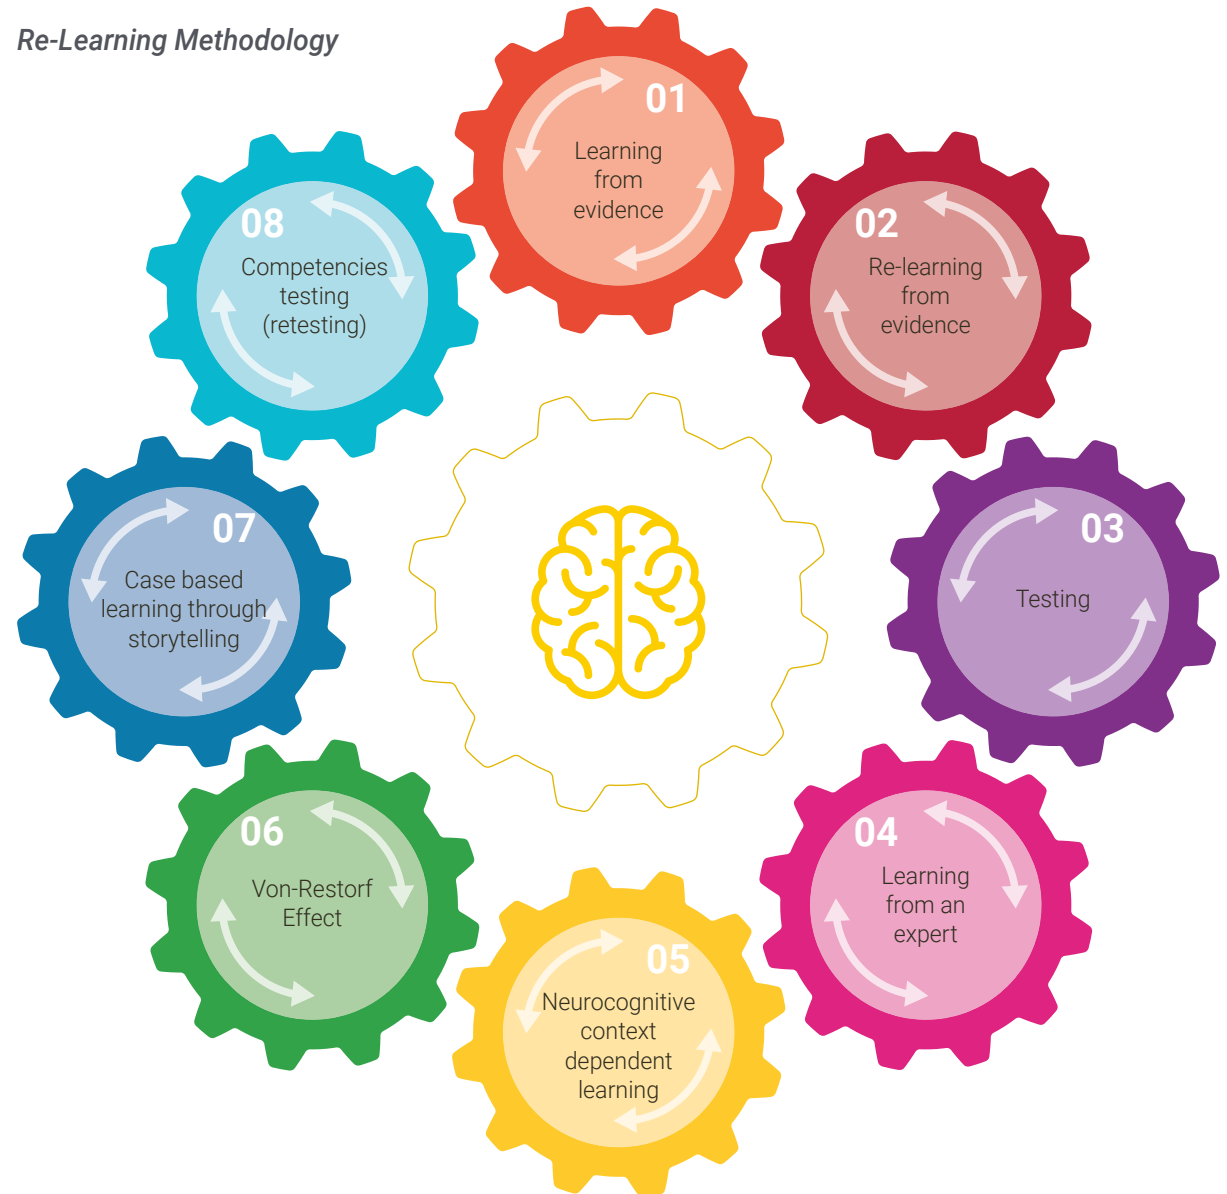 Re-Learning Methodology
01
Learning
from
evidence
02
Re-learning
from
evidence
03
Testing
04
Learning
from an
expert
05
Neurocognitive
context
dependent
learning
06
Von-Restorf
Effect
07
Case based
learning through
storytelling
08
Competencies
testing
(retesting)